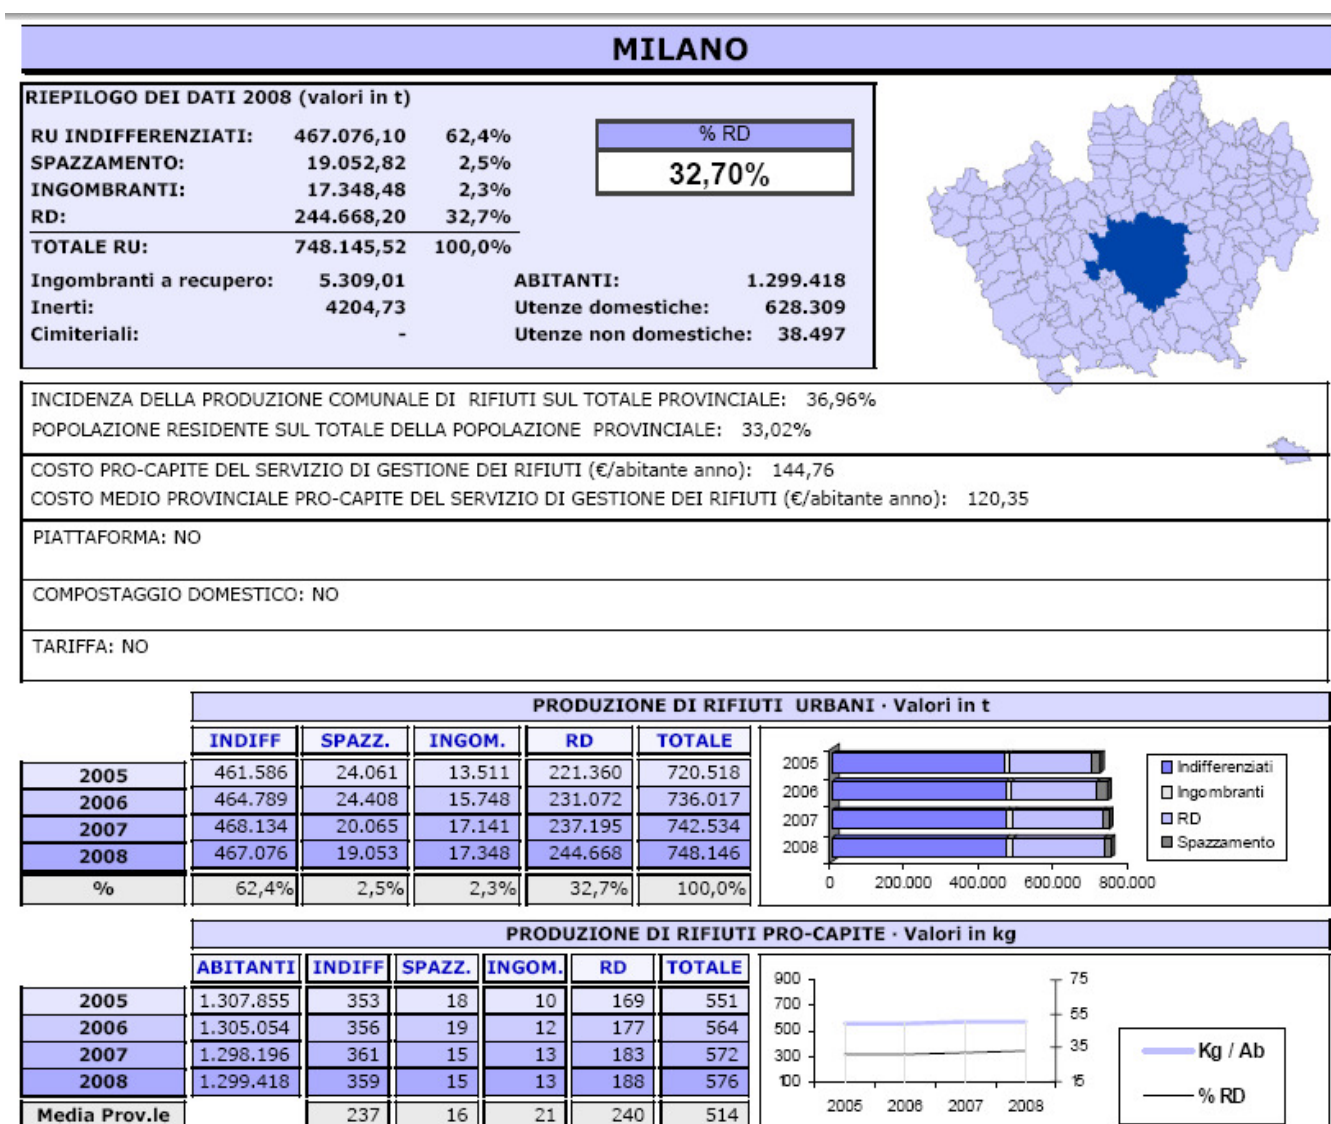 MILANO
RIEPILOGO DEI DATI 2008 (valori in t)
RU INDIFFERENZIATI: 467.076,10 62,4%
SPAZZAMENTO: 19.052,82 2,5%
INGOMBRANTI: 17.348,48 2,3%
RD: 244.668,20 32,7%
TOTALE RU: 748.145,52 100,0%
% RD
32,70%
Ingombranti a recupero: 5.309,01 ABITANTI: 1.299.418
Inerti: 4204,73 Utenze domestiche: 628.309
Cimiteriali: - Utenze non domestiche: 38.497
INCIDENZA DELLA PRODUZIONE COMUNALE DI RIFIUTI SUL TOTALE PROVINCIALE: 36,96%
POPOLAZIONE RESIDENTE SUL TOTALE DELLA POPOLAZIONE PROVINCIALE: 33,02%
COSTO PRO-CAPITE DEL SERVIZIO DI GESTIONE DEI RIFIUTI (€/abitante anno): 144,76
COSTO MEDIO PROVINCIALE PRO-CAPITE DEL SERVIZIO DI GESTIONE DEI RIFIUTI (€/abitante anno): 120,35
PIATTAFORMA: NO
COMPOSTAGGIO DOMESTICO: NO
TARIFFA: NO
PRODUZIONE DI RIFIUTI URBANI · Valori in t
INDIFF SPAZZ. INGOM. RD TOTALE
2005 461.586 24.061 13.511 221.360 720.518
2006 464.789 24.408 15.748 231.072 736.017
2007 468.134 20.065 17.141 237.195 742.534
2008 467.076 19.053 17.348 244.668 748.146
% 62,4% 2,5% 2,3% 32,7% 100,0%
2005
2006
2007
2008
0 200.000 400.000 600.000 800.000
Indifferenziati
Ingombranti
RD
Spazzamento
PRODUZIONE DI RIFIUTI PRO-CAPITE · Valori in kg
ABITANTI INDIFF SPAZZ. INGOM. RD TOTALE
2005 1.307.855 353 18 10 169 551
2006 1.305.054 356 19 12 177 564
2007 1.298.196 361 15 13 183 572
2008 1.299.418 359 15 13 188 576
Media Prov.le 237 16 21 240 514
900 75
700
500 55
300 35
100 15
2005 2006 2007 2008
Kg / Ab
% RD